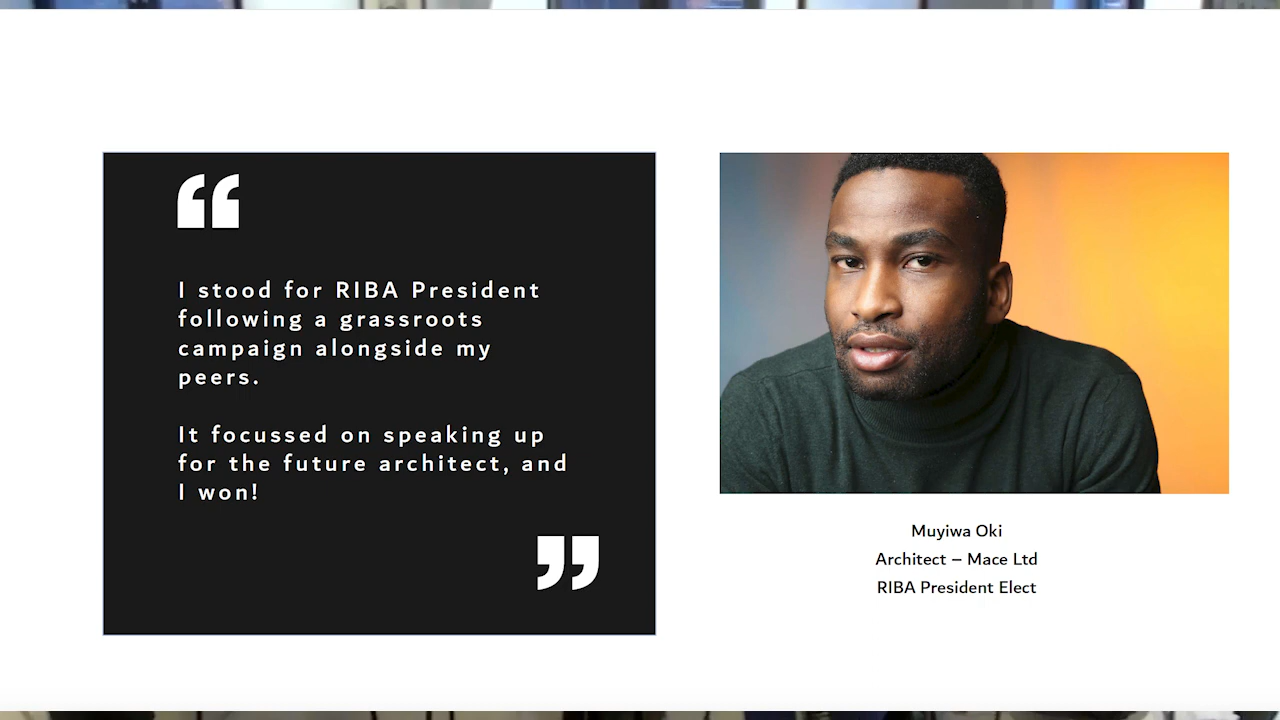 “
I stood for RIBA President
following a grassroots
campaign alongside my
peers.
It focussed on speaking up
for the future architect, and
I won!
”
Muyiwa Oki
Architect – Mace Ltd
RIBA President Elect